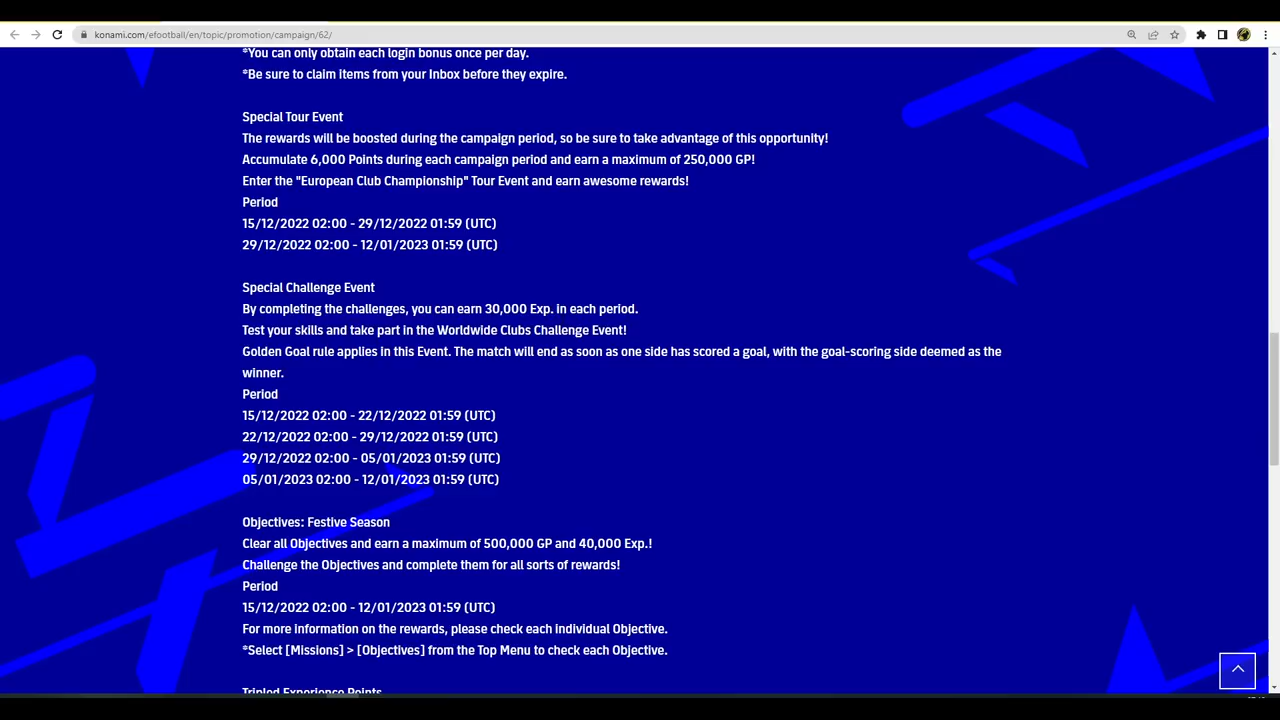 konami.com/efootball/en/topic/promotion/campaign/62/
*You can only obtain each login bonus once per day.
*Be sure to claim items from your Inbox before they expire.
Special Tour Event
The rewards will be boosted during the campaign period, so be sure to take advantage of this opportunity!
Accumulate 6,000 Points during each campaign period and earn a maximum of 250,000 GP!
Enter the "European Club Championship" Tour Event and earn awesome rewards!
Period
15/12/2022 02:00 - 29/12/2022 01:59 (UTC)
29/12/2022 02:00 - 12/01/2023 01:59 (UTC)
Special Challenge Event
By completing the challenges, you can earn 30,000 Exp. in each period.
Test your skills and take part in the Worldwide Clubs Challenge Event!
Golden Goal rule applies in this Event. The match will end as soon as one side has scored a goal, with the goal-scoring side deemed as the
winner.
Period
15/12/2022 02:00 - 22/12/2022 01:59 (UTC)
22/12/2022 02:00 - 29/12/2022 01:59 (UTC)
29/12/2022 02:00 - 05/01/2023 01:59 (UTC)
05/01/2023 02:00 - 12/01/2023 01:59 (UTC)
Objectives: Festive Season
Clear all Objectives and earn a maximum of 500,000 GP and 40,000 Exp.!
Challenge the Objectives and complete them for all sorts of rewards!
Period
15/12/2022 02:00 - 12/01/2023 01:59 (UTC)
For more information on the rewards, please check each individual Objective.
*Select [Missions] > [Objectives] from the Top Menu to check each Objective.
Tripled Experience Points